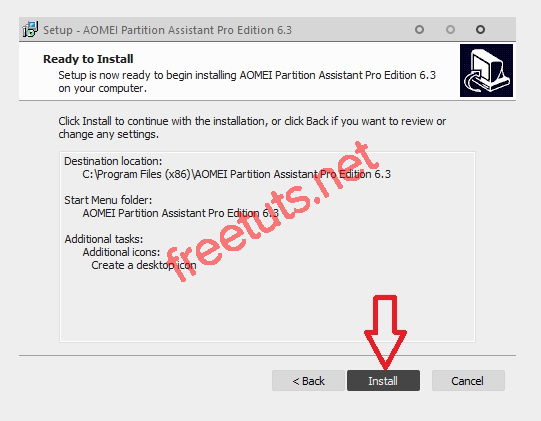 Setup - AOMEI Partition Assistant Pro Edition 6.3
Ready to Install
Setup is now ready to begin installing AOMEI Partition Assistant Pro Edition 6.3
on your computer.
Click Install to continue with the installation, or click Back if you want to review or
change any settings.
Destination location:
C:\Program Files (x86)\AOMEI Partition Assistant Pro Edition 6.3
Start Menu folder:
AOMEI Partition Assistant Pro Edition 6.3
Additional tasks:
Additional icons:
Create a desktop icon
freetuts.net
< Back
Install
Cancel